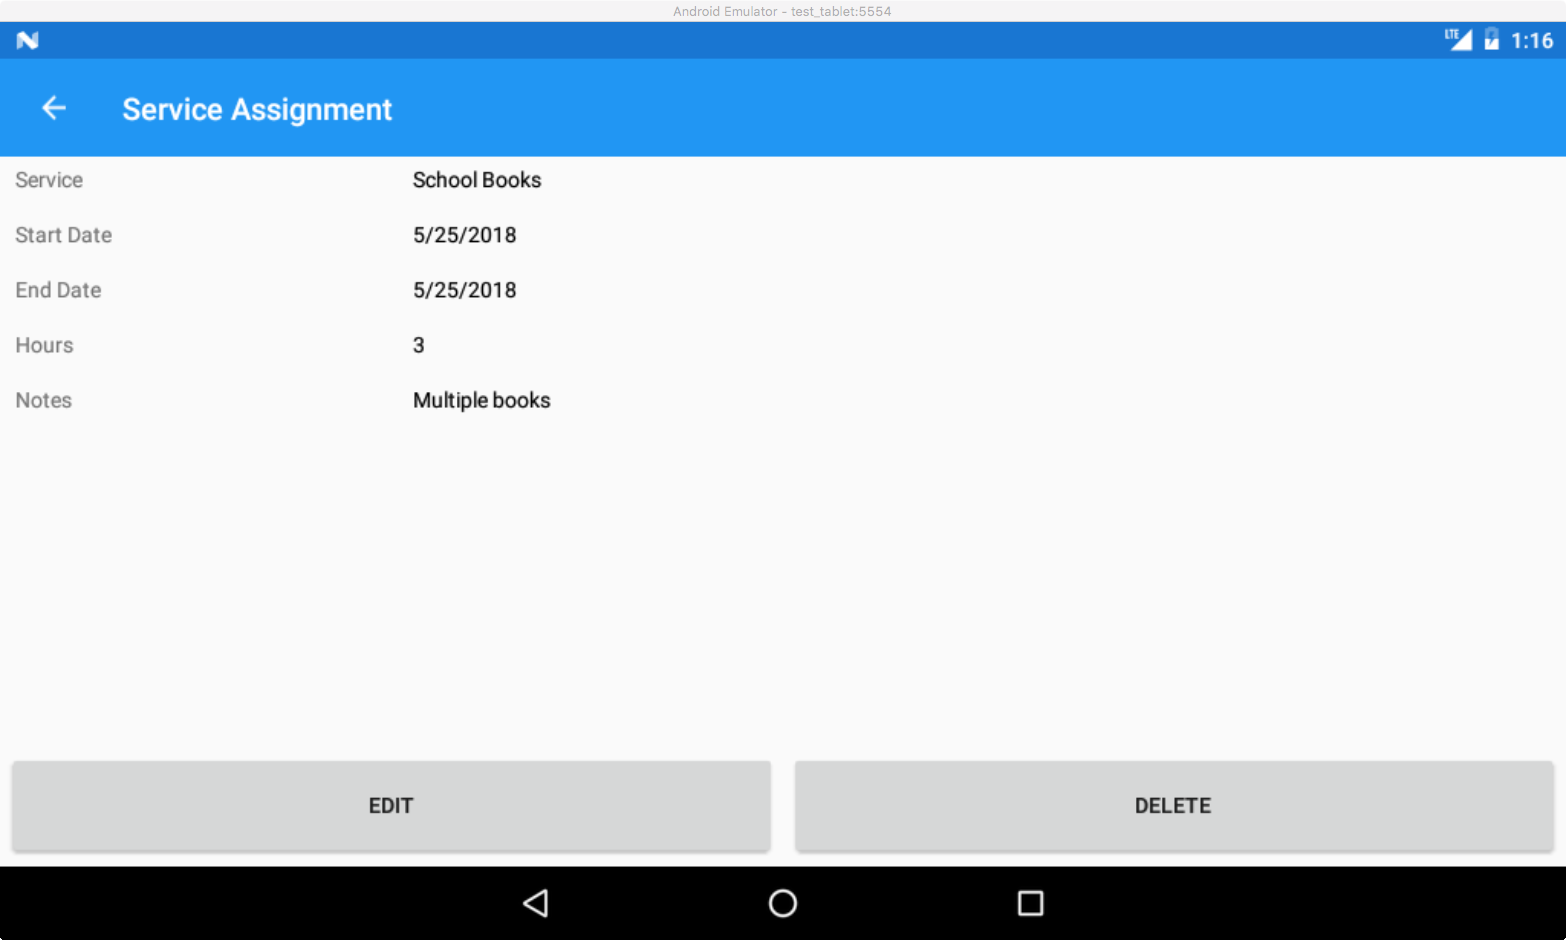 Android Emulator - test_tablet:5554
LTE 1:16
Service Assignment
Service School Books
Start Date 5/25/2018
End Date 5/25/2018
Hours 3
Notes Multiple books
EDIT DELETE